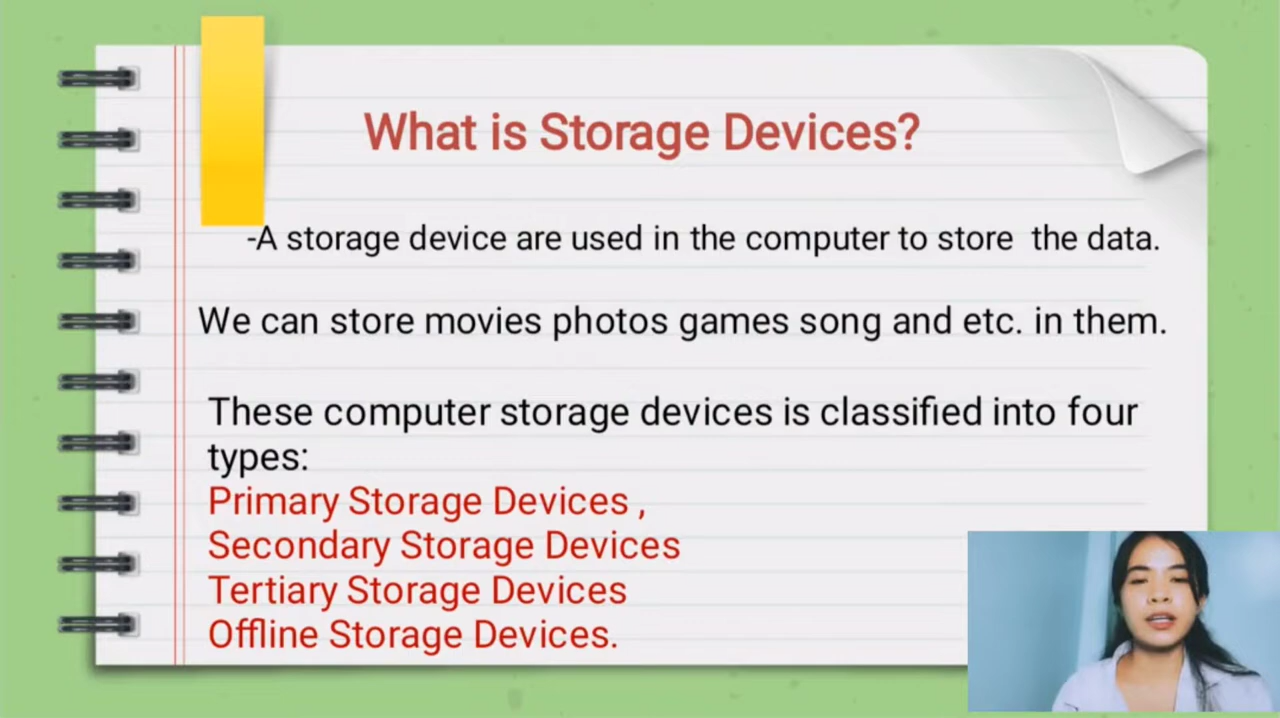 What is Storage Devices?
-A storage device are used in the computer to store the data.
We can store movies photos games song and etc. in them.
These computer storage devices is classified into four
types:
Primary Storage Devices ,
Secondary Storage Devices
Tertiary Storage Devices
Offline Storage Devices.